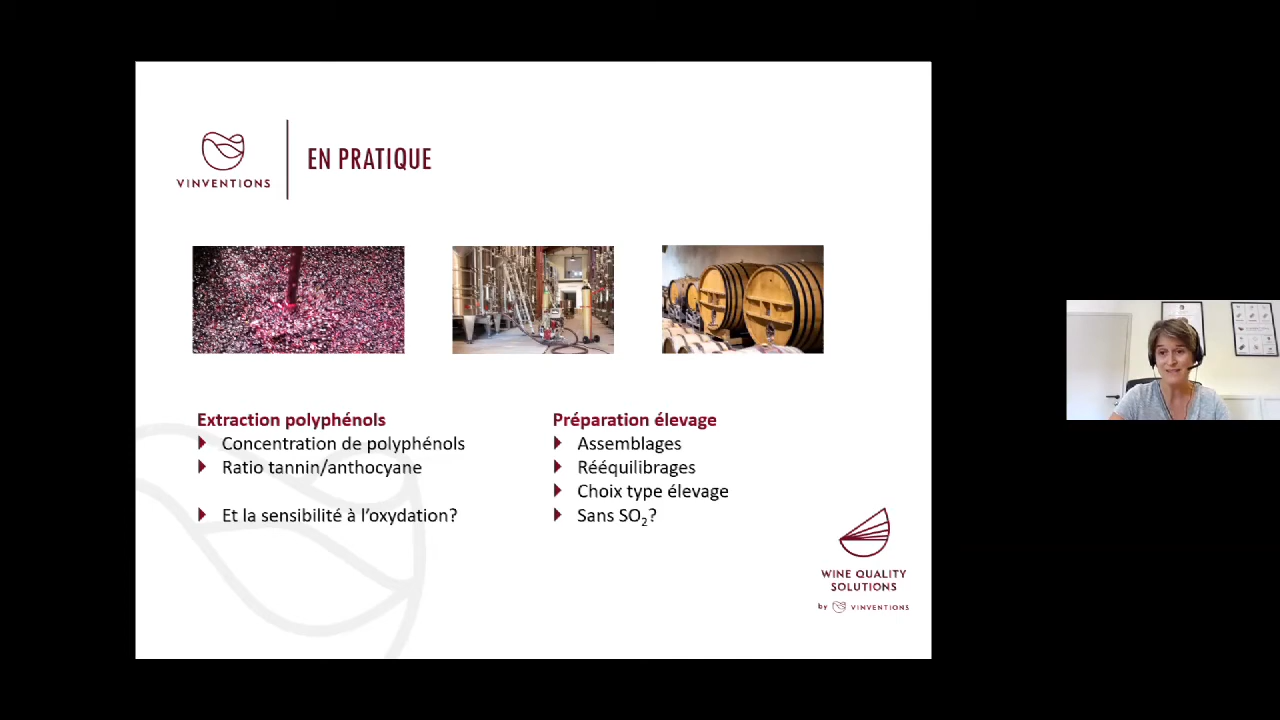 VINVENTIONS
EN PRATIQUE
Extraction polyphénols
Concentration de polyphénols
Ratio tannin/anthocyane
Et la sensibilité à l'oxydation?
Préparation élevage
Assemblages
Rééquilibrages
Choix type élevage
Sans SO₂?
WINE QUALITY
SOLUTIONS
by VINVENTIONS